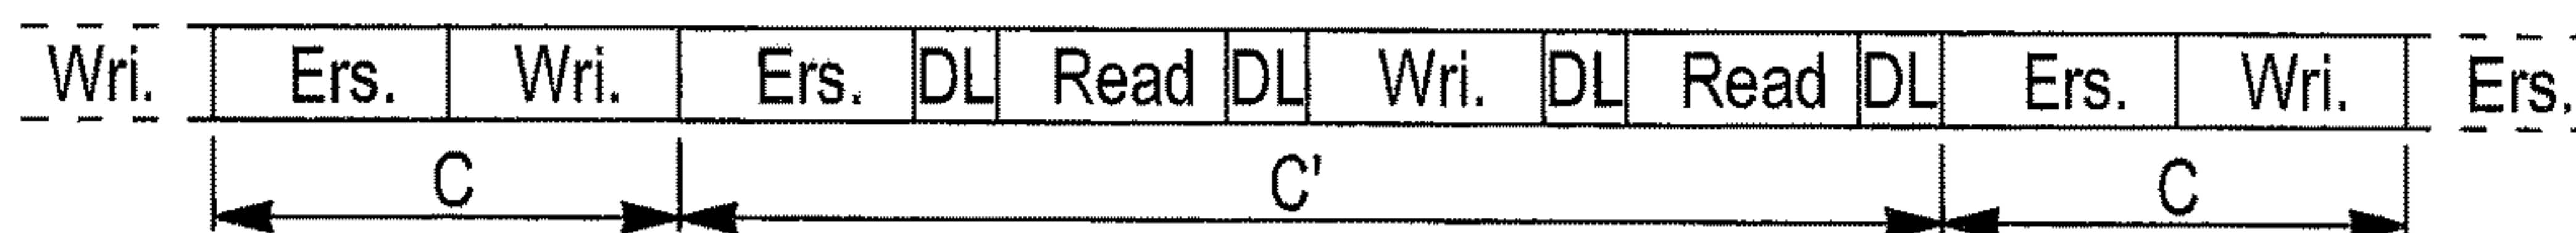 Wri. Ers. Wri. Ers. DL Read DL Wri. DL Read DL Ers. Wri. Ers.
C C' C